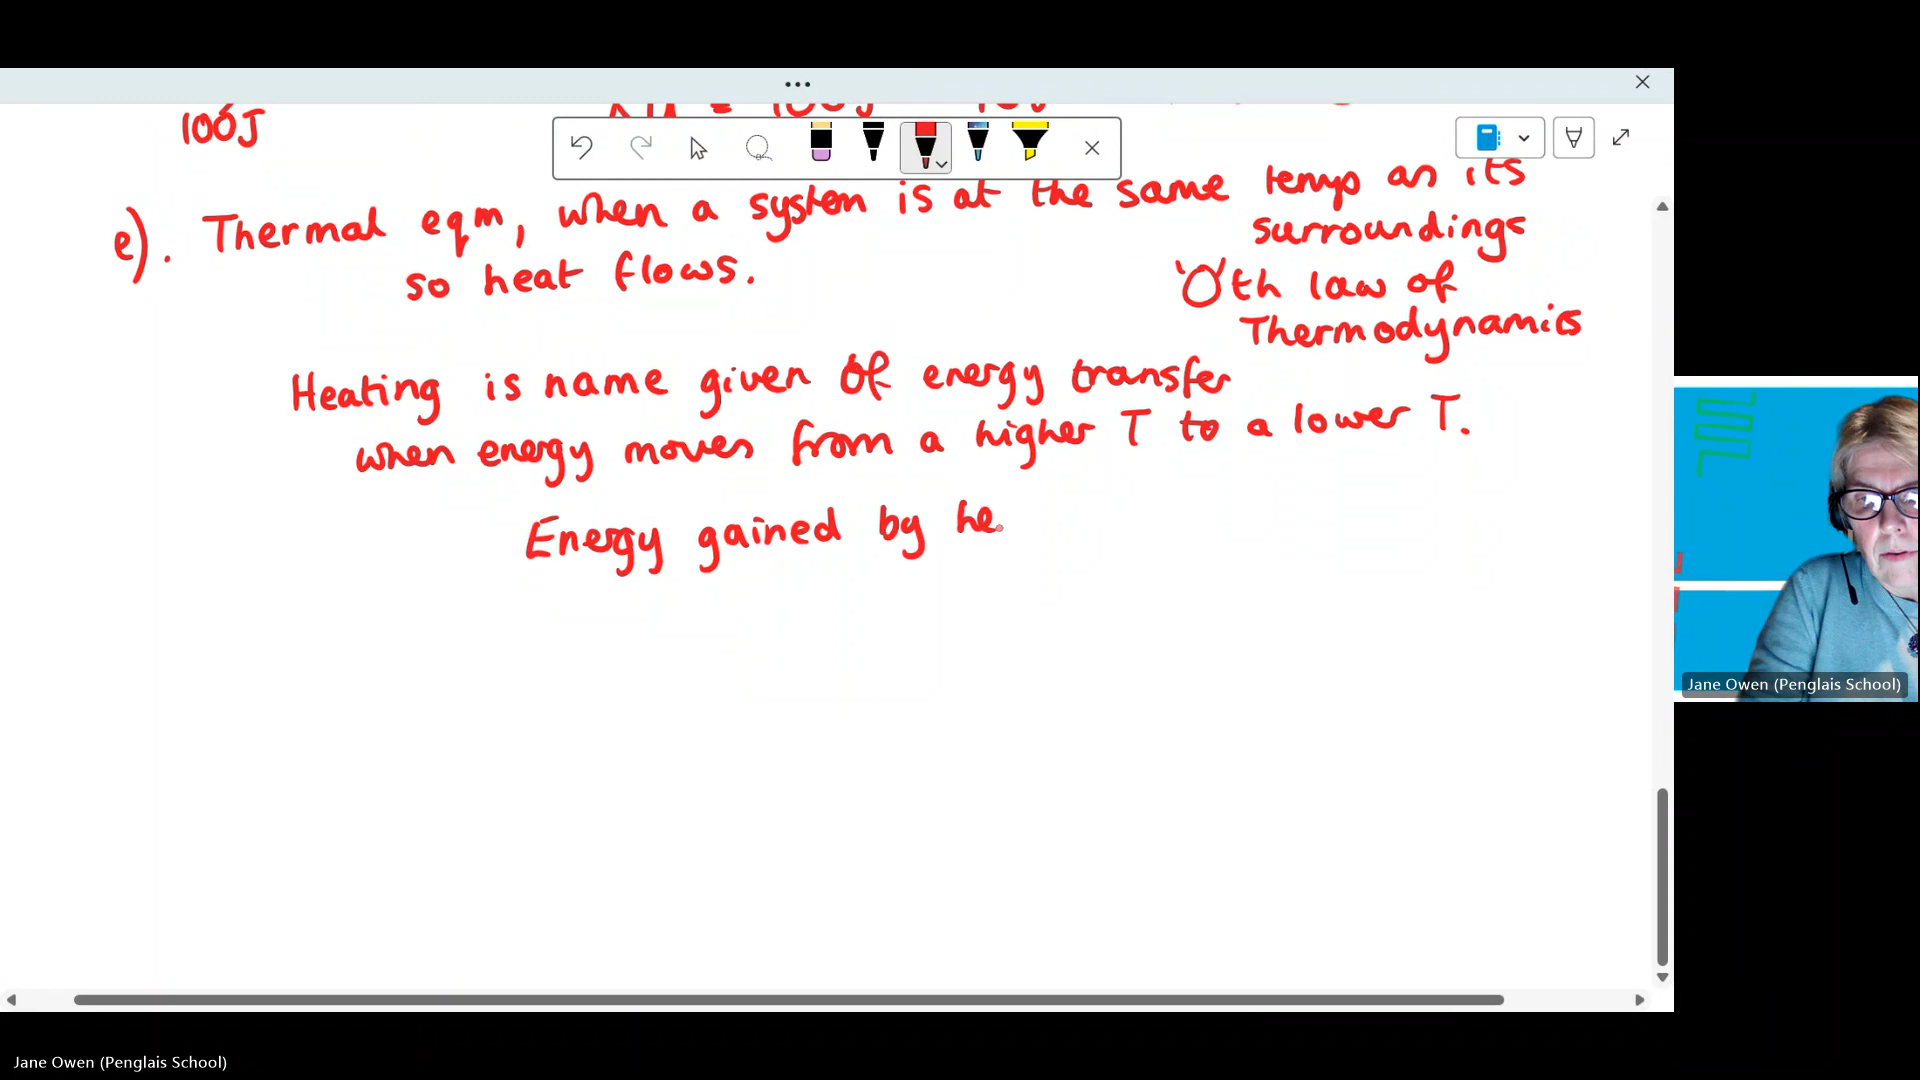 100J
e). Thermal eqm, when a system is at the same temp as its
surroundings
so heat flows.
'0'th law of
Thermodynamics
Heating is name given of energy transfer
when energy moves from a higher T to a lower T.
Energy gained by he
Jane Owen (Penglais School)
Jane Owen (Penglais School)